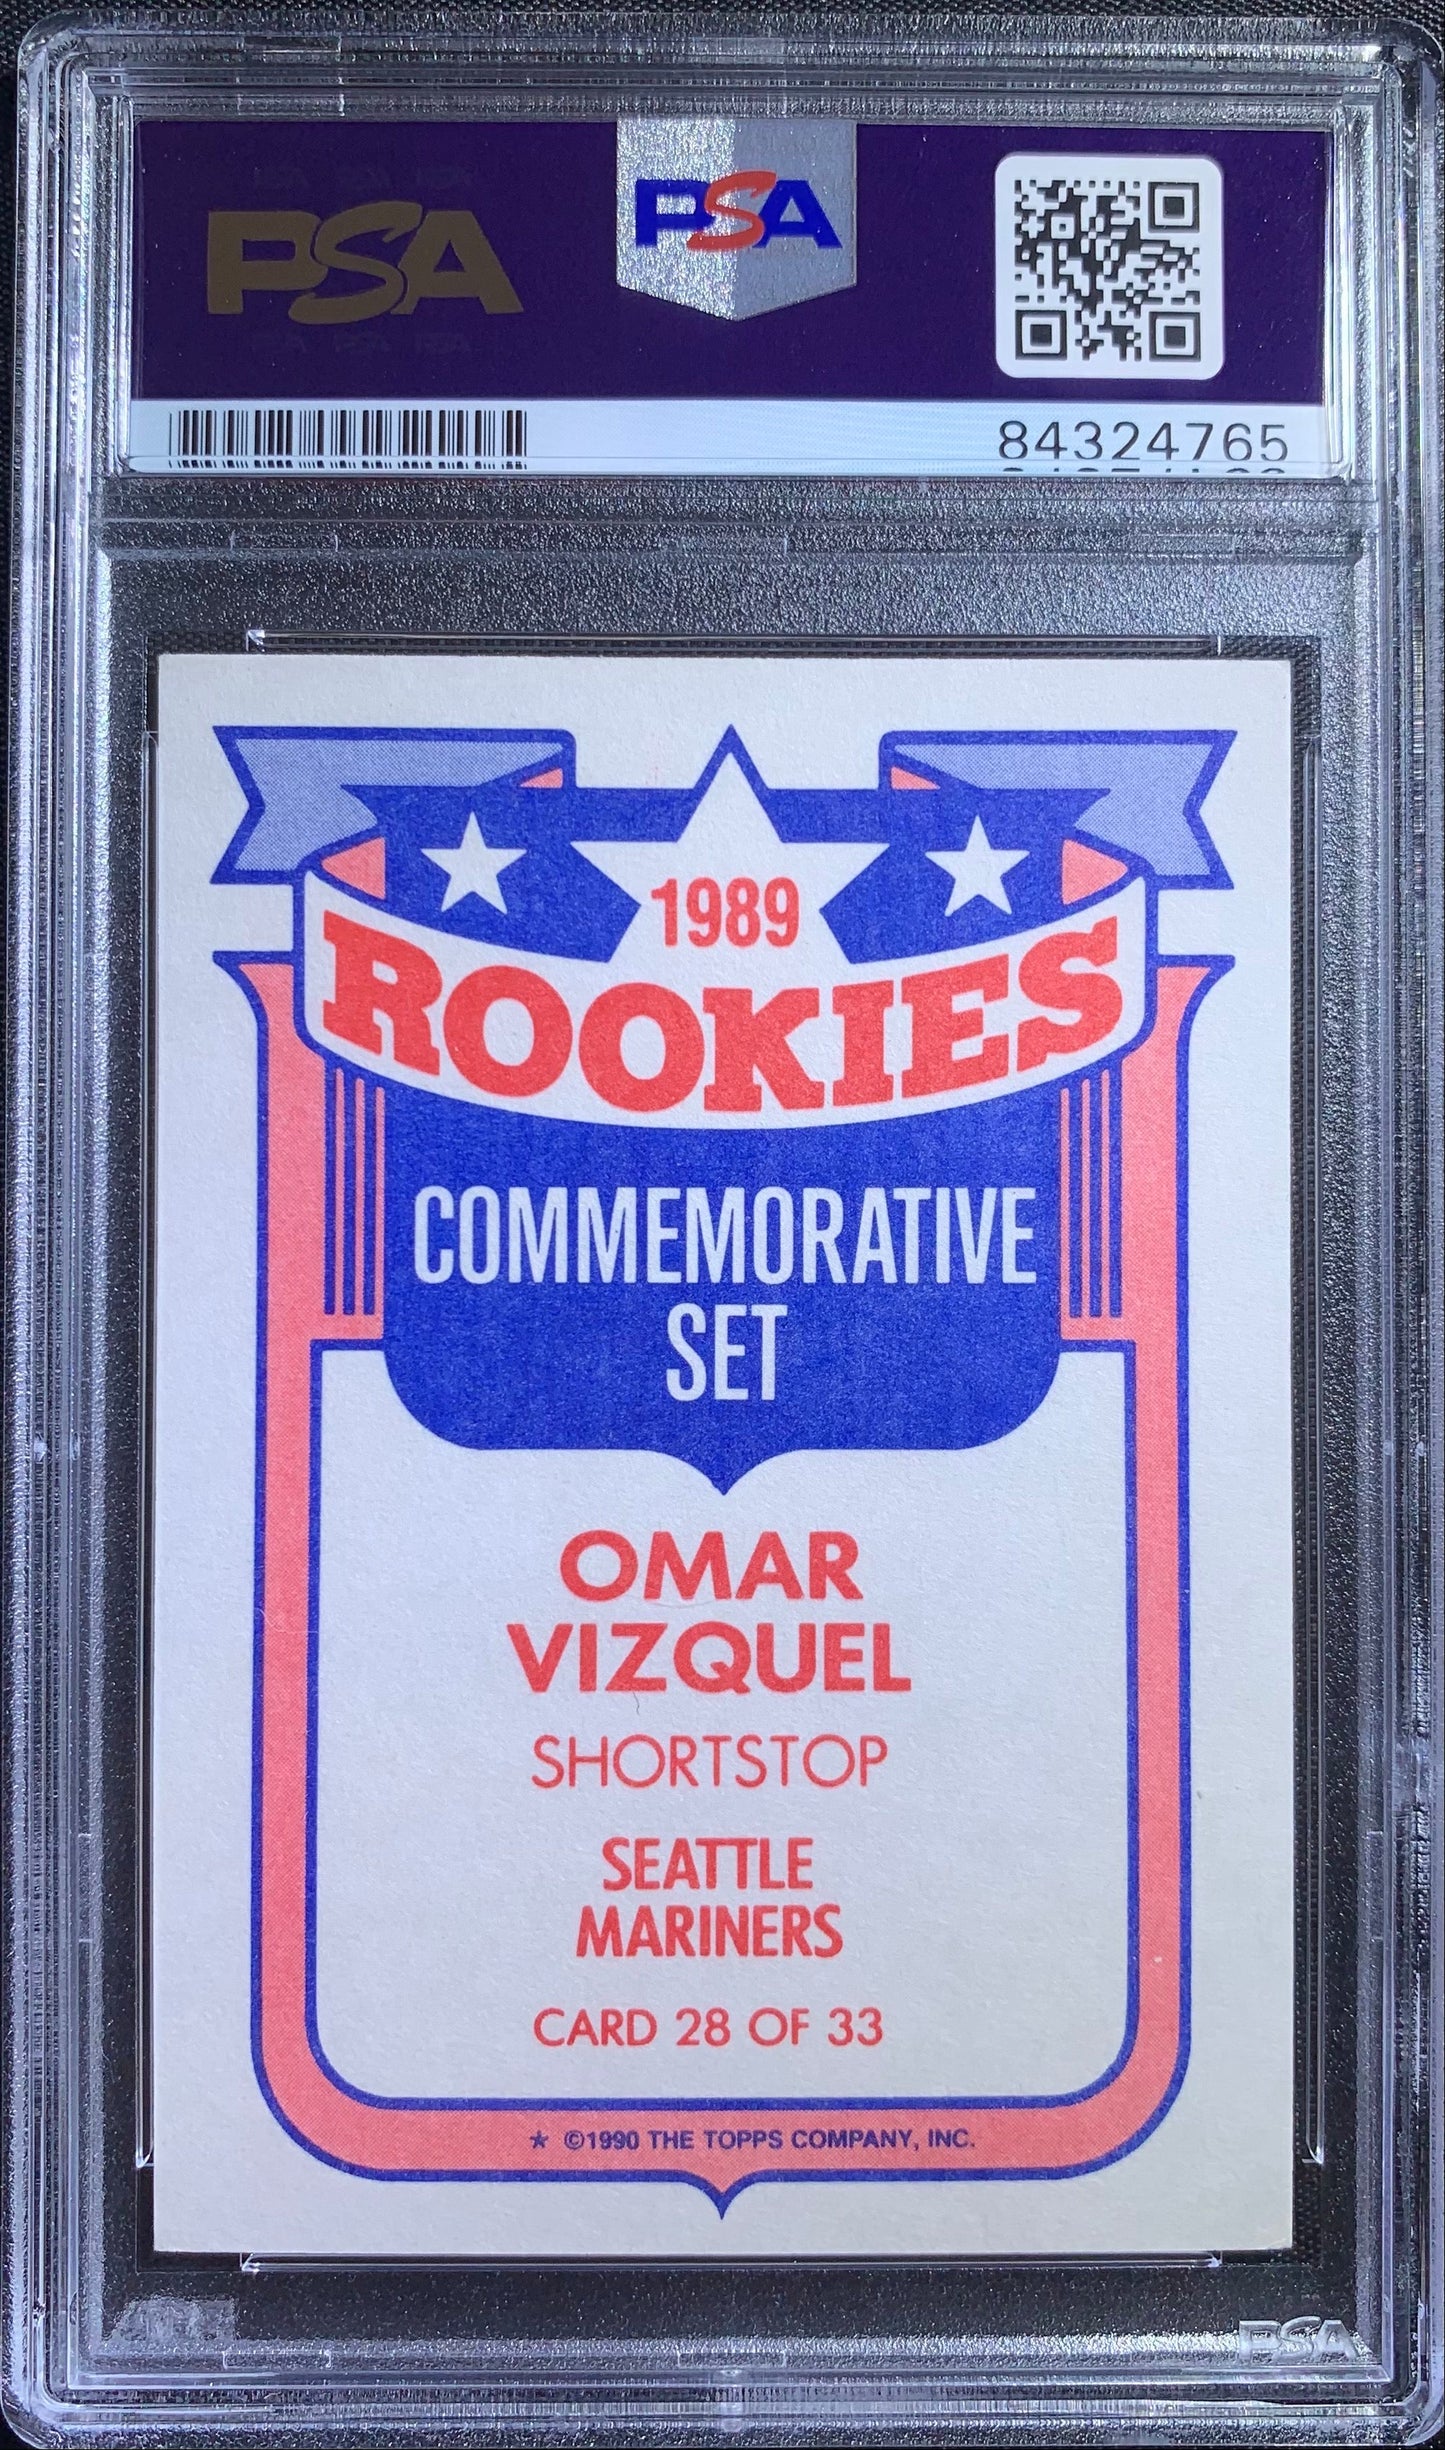 PSA
PSA
84324765
1989
ROOKIES
COMMEMORATIVE
SET
OMAR
VIZQUEL
SHORTSTOP
SEATTLE
MARINERS
CARD 28 OF 33
* ©1990 THE TOPPS COMPANY, INC.
PSA